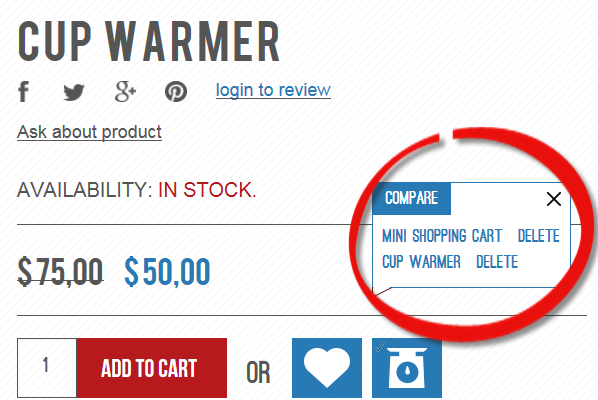 CUP WARMER
login to review
Ask about product
AVAILABILITY: IN STOCK.
COMPARE
MINI SHOPPING CART DELETE
CUP WARMER DELETE
$75,00 $50,00
1 ADD TO CART OR